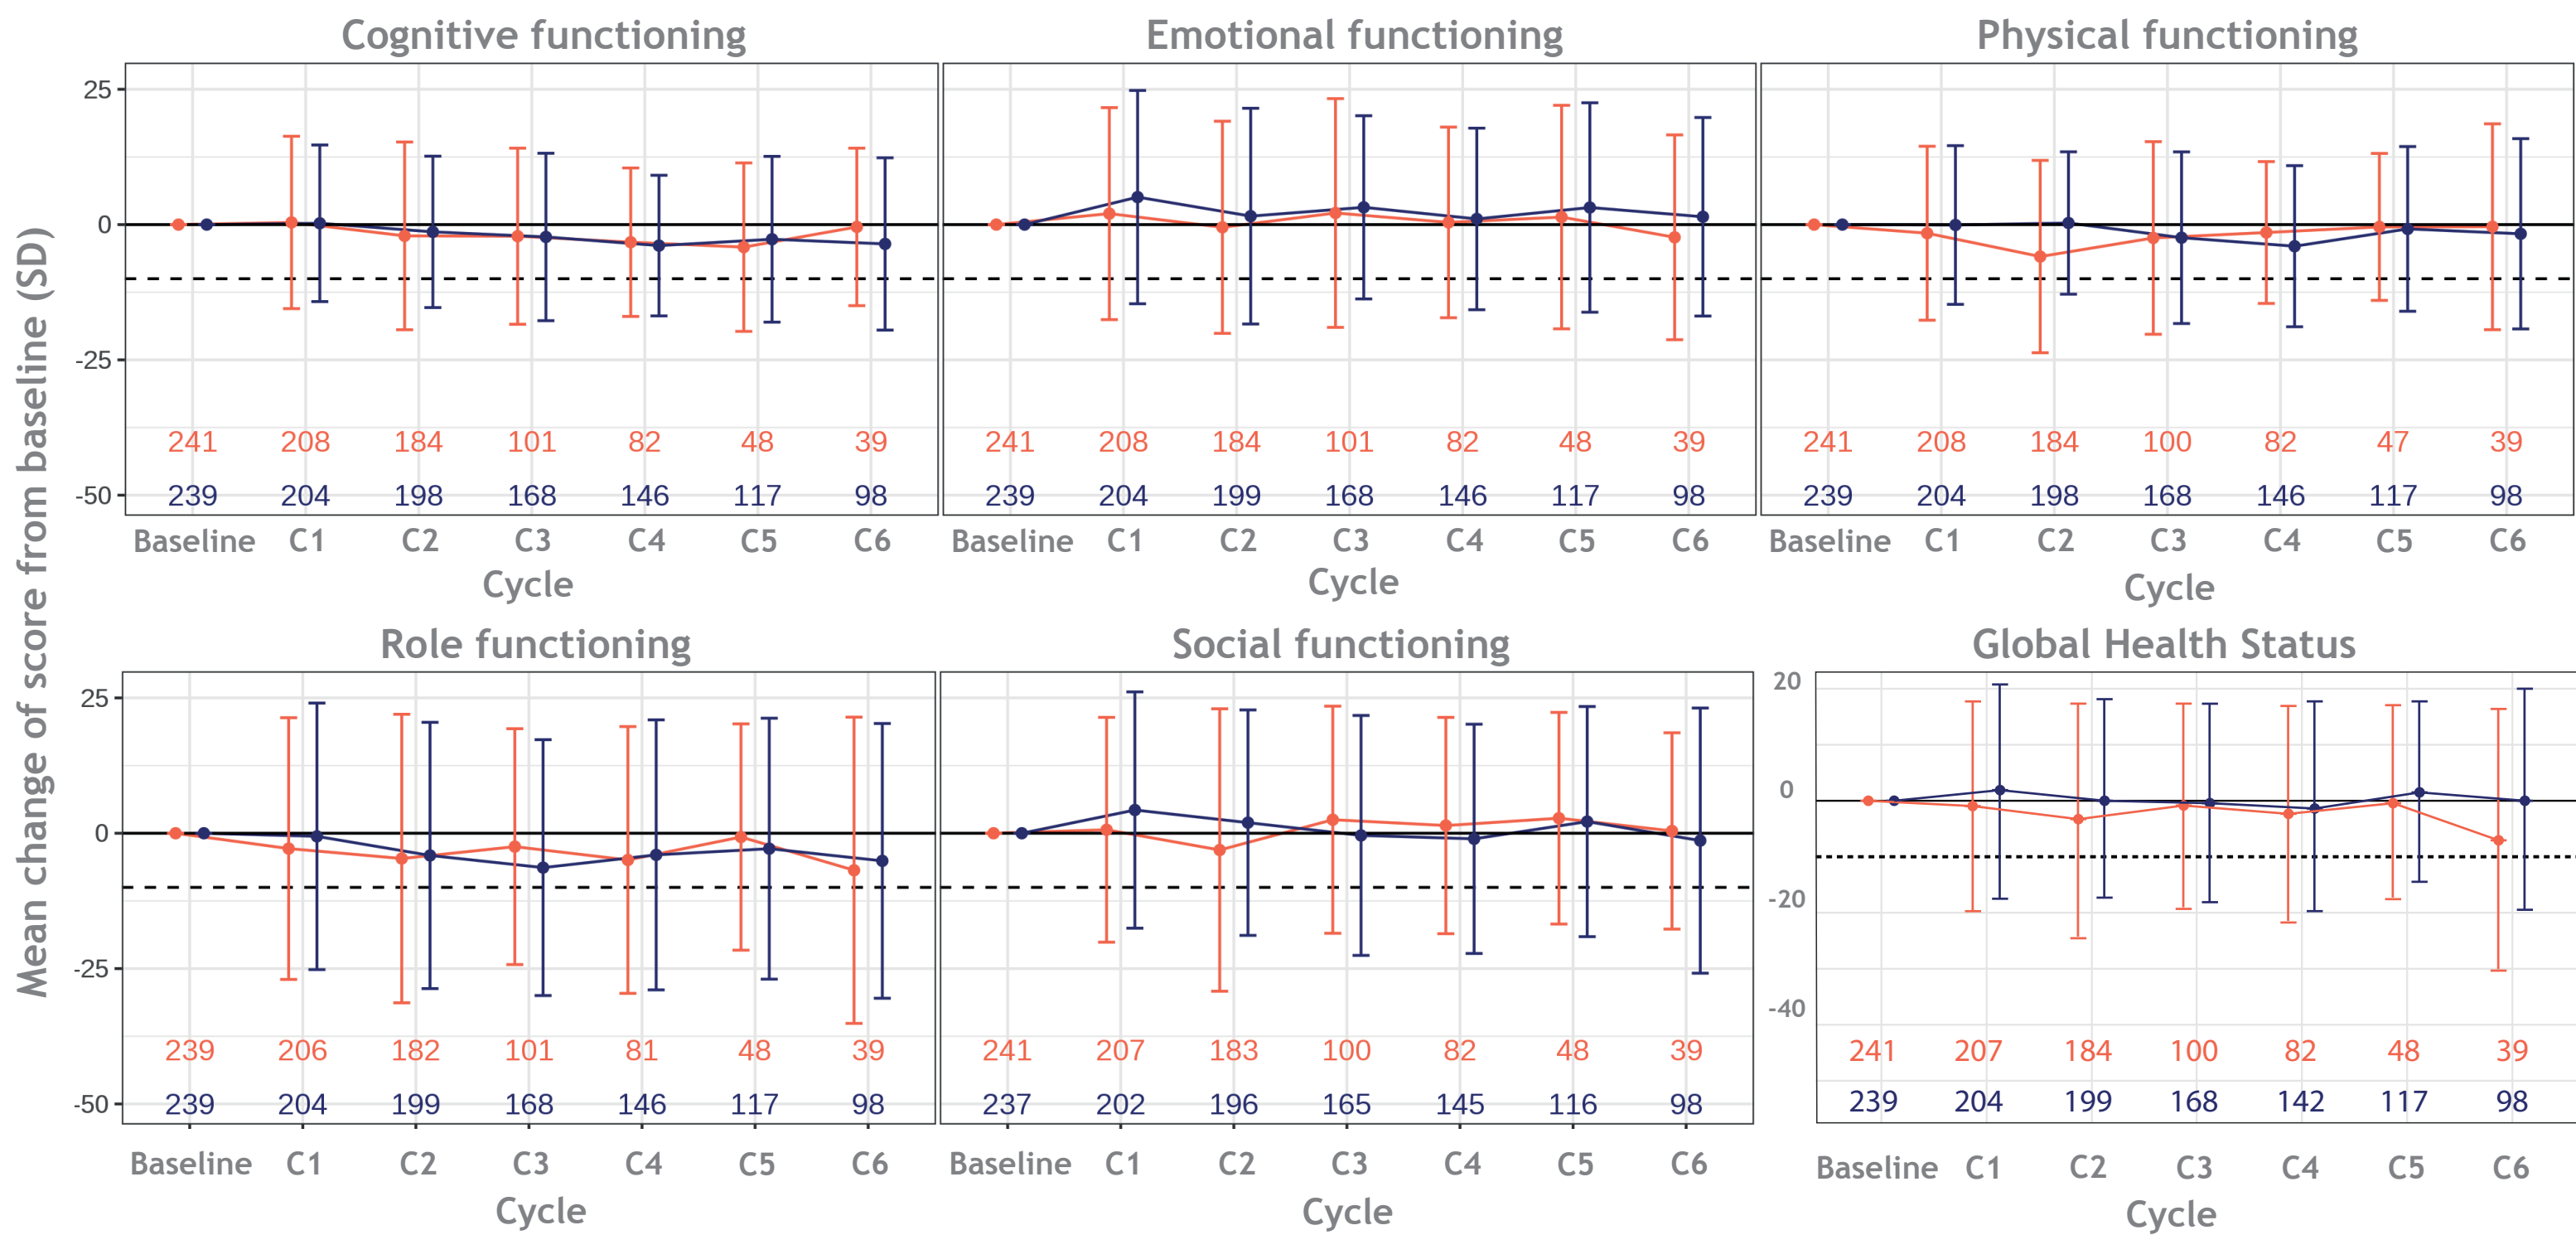 Cognitive functioning Emotional functioning Physical functioning
Mean change of score from baseline (SD)
25
0
-25
-50
241 208 184 101 82 48 39 241 208 184 101 82 48 39 241 208 184 100 82 47 39
239 204 198 168 146 117 98 239 204 199 168 146 117 98 239 204 198 168 146 117 98
Baseline C1 C2 C3 C4 C5 C6 Baseline C1 C2 C3 C4 C5 C6 Baseline C1 C2 C3 C4 C5 C6
Cycle Cycle Cycle
Role functioning Social functioning Global Health Status
25 20
0 0
-25 -20
-50 -40
239 206 182 101 81 48 39 241 207 183 100 82 48 39 241 207 184 100 82 48 39
239 204 199 168 146 117 98 237 202 196 165 145 116 98 239 204 199 168 142 117 98
Baseline C1 C2 C3 C4 C5 C6 Baseline C1 C2 C3 C4 C5 C6 Baseline C1 C2 C3 C4 C5 C6
Cycle Cycle Cycle